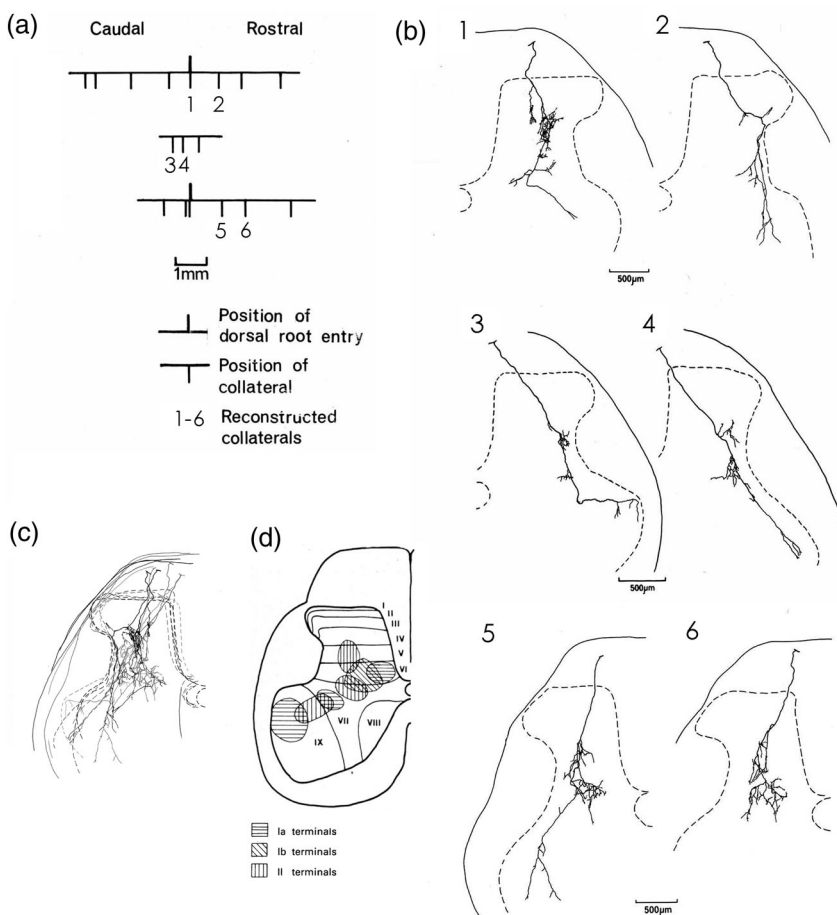 (a)
Caudal Rostral
1 2
34
5 6
1mm
Position of
dorsal root entry
Position of
collateral
1-6 Reconstructed
collaterals
(b)
1 2
500µm
3 4
500µm
5 6
500µm
(c)
(d)
I
II
III
IV
V
VI
VII
VIII
IX
Ia terminals
Ib terminals
II terminals